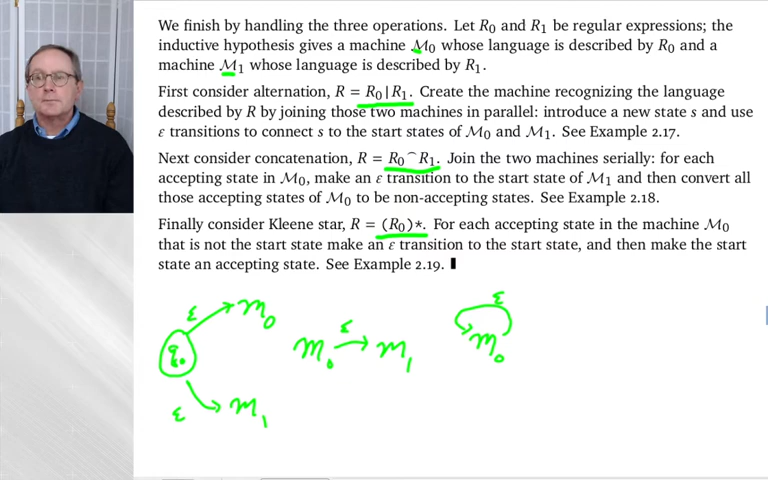 We finish by handling the three operations. Let R₀ and R₁ be regular expressions; the
inductive hypothesis gives a machine ℳ₀ whose language is described by R₀ and a
machine ℳ₁ whose language is described by R₁.
First consider alternation, R = R₀|R₁. Create the machine recognizing the language
described by R by joining those two machines in parallel: introduce a new state s and use
ε transitions to connect s to the start states of ℳ₀ and ℳ₁. See Example 2.17.
Next consider concatenation, R = R₀⌢R₁. Join the two machines serially: for each
accepting state in ℳ₀, make an ε transition to the start state of ℳ₁ and then convert all
those accepting states of ℳ₀ to be non-accepting states. See Example 2.18.
Finally consider Kleene star, R = (R₀)*. For each accepting state in the machine ℳ₀
that is not the start state make an ε transition to the start state, and then make the start
state an accepting state. See Example 2.19. ▮
ε M₀
q₀
ε M₁
M₀ ε M₁
ε
M₀